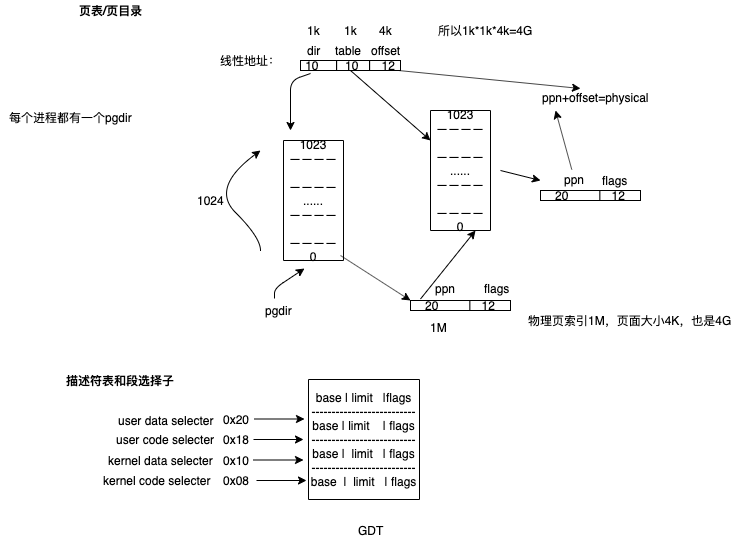 页表/页目录
1k 1k 4k 所以1k*1k*4k=4G
dir table offset
线性地址：
10 10 12
ppn+offset=physical
每个进程都有一个pgdir
1023
......
0
1024
pgdir
1023
......
0
ppn flags
20 12
ppn flags
20 12
1M
物理页索引1M，页面大小4K，也是4G
描述符表和段选择子
base | limit |flags
user data selecter 0x20
base | limit | flags
user code selecter 0x18
base | limit | flags
kernel data selecter 0x10
base | limit | flags
kernel code selecter 0x08
GDT